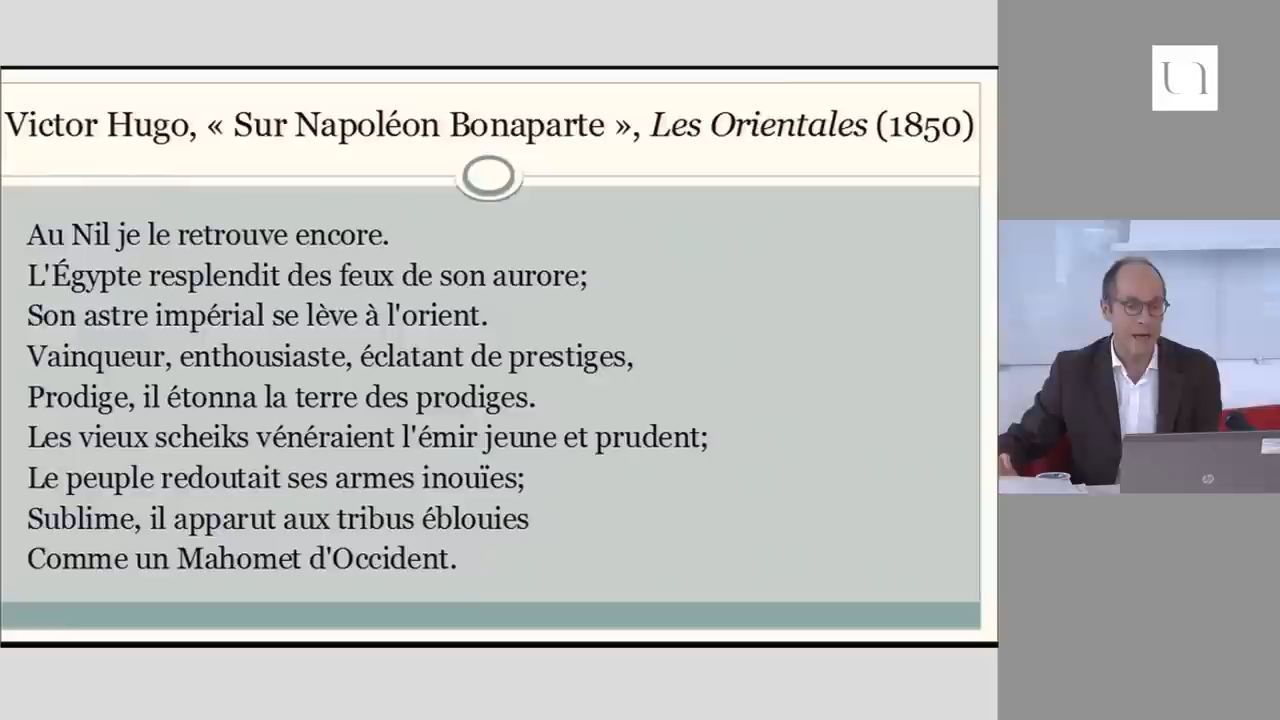 Victor Hugo, « Sur Napoléon Bonaparte », Les Orientales (1850)
Au Nil je le retrouve encore.
L'Égypte resplendit des feux de son aurore;
Son astre impérial se lève à l'orient.
Vainqueur, enthousiaste, éclatant de prestiges,
Prodige, il étonna la terre des prodiges.
Les vieux scheiks vénéraient l'émir jeune et prudent;
Le peuple redoutait ses armes inouïes;
Sublime, il apparut aux tribus éblouies
Comme un Mahomet d'Occident.
un
hp